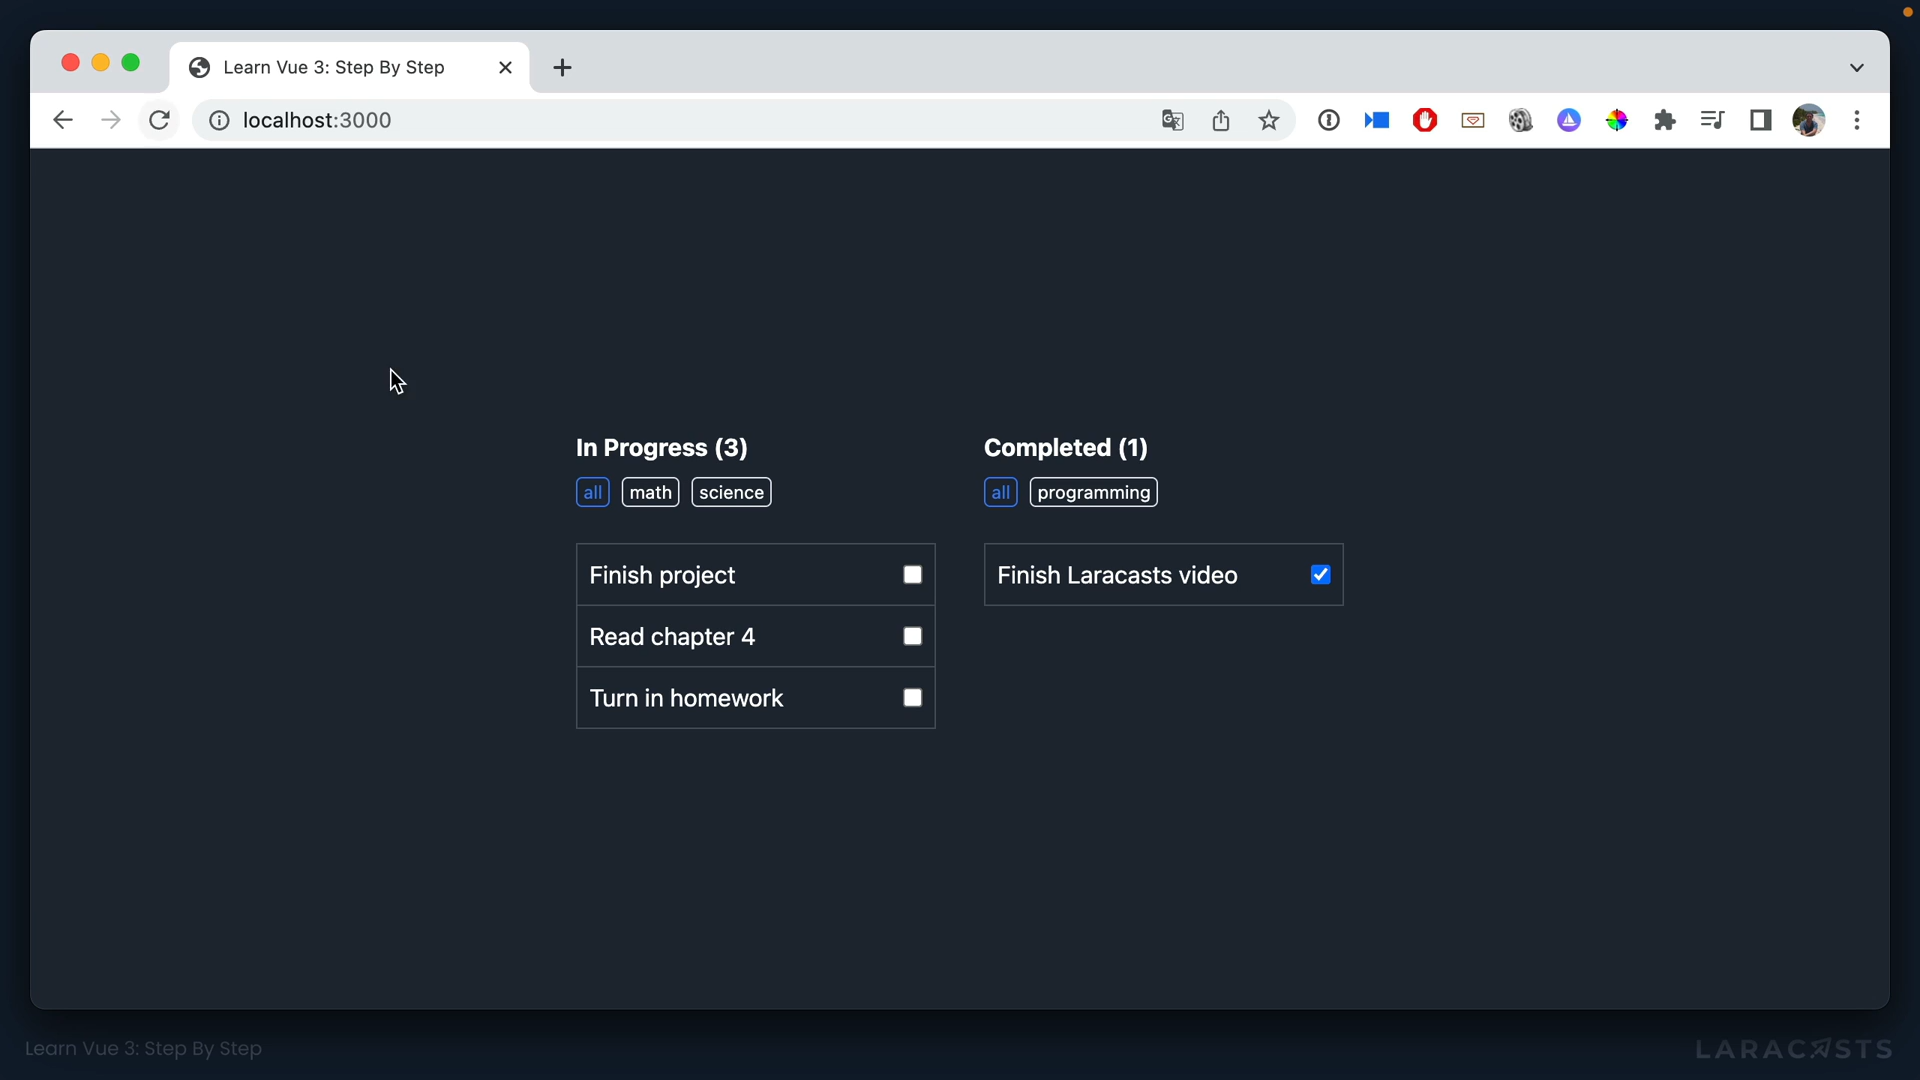 Learn Vue 3: Step By Step
localhost:3000
In Progress (3)
all math science
Finish project
Read chapter 4
Turn in homework
Completed (1)
all programming
Finish Laracasts video
Learn Vue 3: Step By Step
LARACASTS